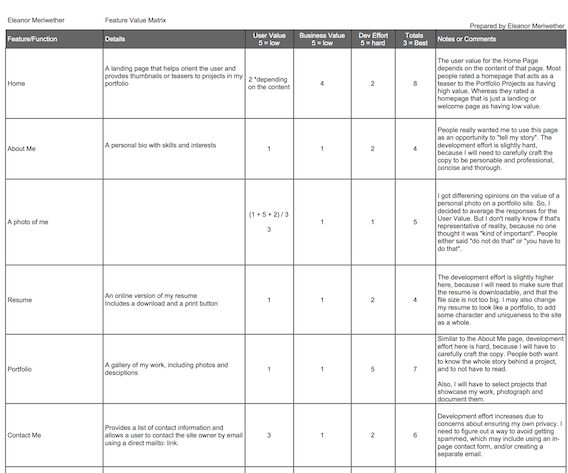 Eleanor Meriwether
Feature Value Matrix
Prepared by Eleanor Meriwether
Feature/Function
Details
User Value
5 = low
Business Value
5 = low
Dev Effort
5 = hard
Totals
3 = Best
Notes or Comments
Home
A landing page that helps orient the user and
provdes thumbnails or teasers to projects in my
portfolio
2 *depending
on the content
4
2
8
The user value for the Home Page
depends on the content of that page. Most
people rated a homepage that acts as a
teaser to the Portfolio Projects as having
high value. Whereas they rated a
homepage that is just a landing or
welcome page as having low value.
About Me
A personal bio with skills and interests
1
1
2
4
People really wanted me to use this page
as an opportunity to "tell my story". The
development effort is slightly hard,
because I will need to carefully craft the
copy to be personable and professional,
concise and thorough.
A photo of me
(1 + 5 + 2) / 3
3
1
1
5
I got differening opinions on the value of a
personal photo on a portfolio site. So, I
decided to average the responses for the
User Value. But I don't really know if that's
representative of reality, because no one
thought it was "kind of important". People
either said "do not do that" or "you have to
do that".
Resume
An online version of my resume
Includes a download and a print button
1
1
2
4
The development effort is slightly higher
here, because I will need to make sure that
the resume is downloadable, and that the
file size is not too big. I may also change
my resume to look like a portfolio, to add
some character and uniqueness to the site
as a whole.
Portfolio
A gallery of my work, including photos and
desciptions
1
1
5
7
Similar to the About Me page, development
effort here is hard, because I will have to
carefully craft the copy. People both want
to know the whole story behind a project,
and to not have to read.
Also, I will have to select projects that
showcase my work, photograph and
document them.
Contact Me
Provides a list of contact information and
allows a user to contact the site owner by email
using a direct mailto: link.
3
1
2
6
Development effort increases due to
concerns about ensuring my own privacy. I
need to figure out a way to avoid getting
spammed, which may include using an in-
page contact form, and/or creating a
separate email.